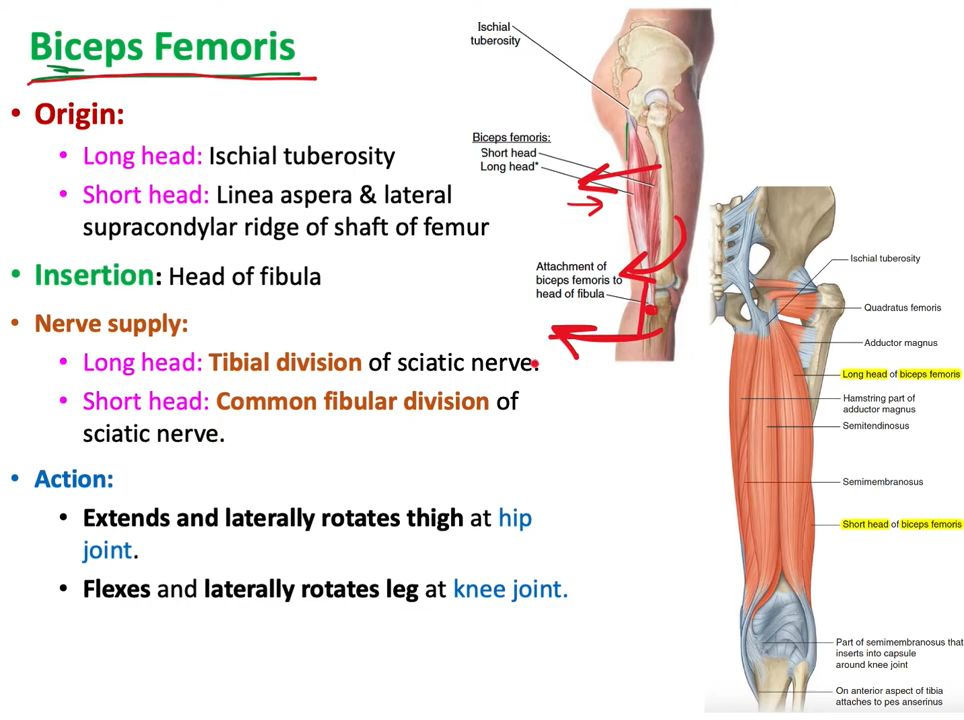 Biceps Femoris
• Origin:
• Long head: Ischial tuberosity
• Short head: Linea aspera & lateral
supracondylar ridge of shaft of femur
• Insertion: Head of fibula
• Nerve supply:
• Long head: Tibial division of sciatic nerve.
• Short head: Common fibular division of
sciatic nerve.
• Action:
• Extends and laterally rotates thigh at hip
joint.
• Flexes and laterally rotates leg at knee joint.
Ischial
tuberosity
Biceps femoris:
Short head
Long head*
Attachment of
biceps femoris to
head of fibula
Ischial tuberosity
Quadratus femoris
Adductor magnus
Long head of biceps femoris
Hamstring part of
adductor magnus
Semitendinosus
Semimembranosus
Short head of biceps femoris
Part of semimembranosus that
inserts into capsule
around knee joint
On anterior aspect of tibia
attaches to pes anserinus